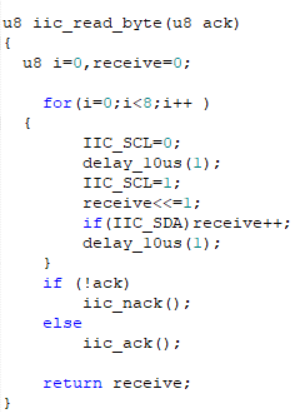 u8 iic_read_byte(u8 ack)
{
  u8 i=0,receive=0;

    for(i=0;i<8;i++ )
  {
        IIC_SCL=0;
        delay_10us(1);
        IIC_SCL=1;
        receive<<=1;
        if(IIC_SDA)receive++;
        delay_10us(1);
    }
    if (!ack)
        iic_nack();
    else
        iic_ack();

    return receive;
}